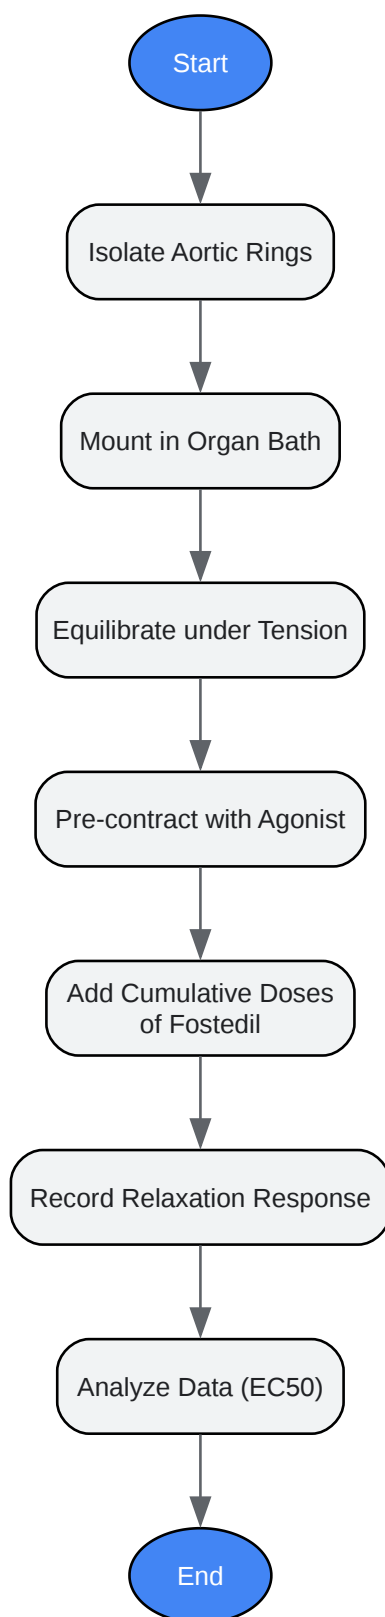 Start
Isolate Aortic Rings
Mount in Organ Bath
Equilibrate under Tension
Pre-contract with Agonist
Add Cumulative Doses
of Fostedil
Record Relaxation Response
Analyze Data (EC50)
End